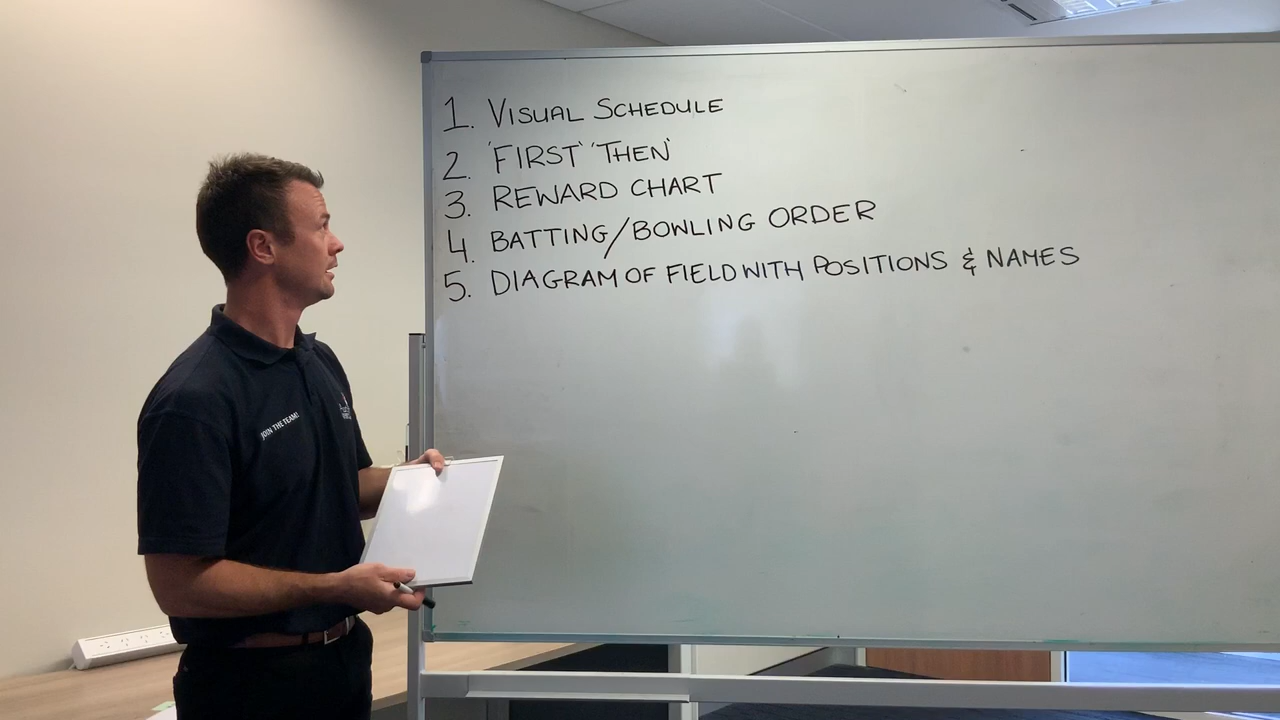 1. VISUAL SCHEDULE
2. 'FIRST' 'THEN'
3. REWARD CHART
4. BATTING/BOWLING ORDER
5. DIAGRAM OF FIELD WITH POSITIONS & NAMES
JOIN THE TEAM!